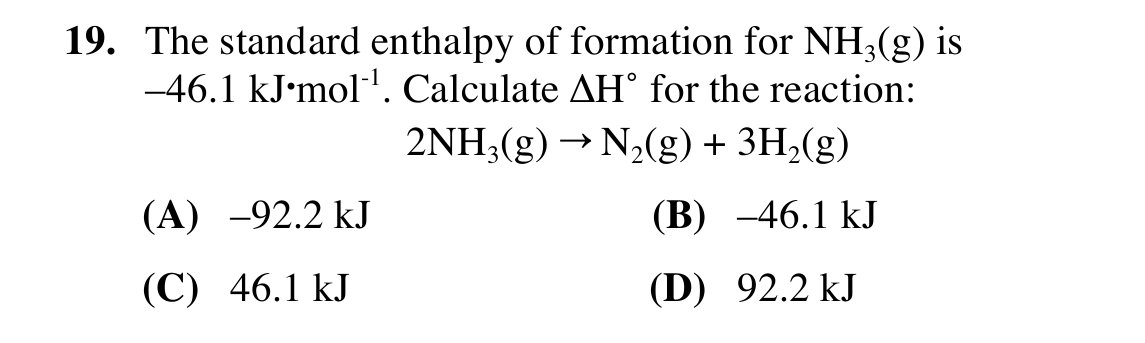 19. The standard enthalpy of formation for NH₃(g) is
–46.1 kJ•mol⁻¹. Calculate ΔH° for the reaction:
2NH₃(g) → N₂(g) + 3H₂(g)
(A) –92.2 kJ (B) –46.1 kJ
(C) 46.1 kJ (D) 92.2 kJ